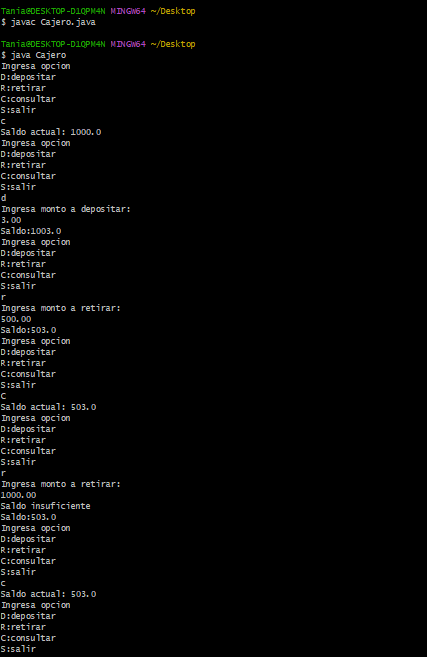 Tania@DESKTOP-D1QPM4N MINGW64 ~/Desktop
$ javac Cajero.java
Tania@DESKTOP-D1QPM4N MINGW64 ~/Desktop
$ java Cajero
Ingresa opcion
D:depositar
R:retirar
C:consultar
S:salir
c
Saldo actual: 1000.0
Ingresa opcion
D:depositar
R:retirar
C:consultar
S:salir
d
Ingresa monto a depositar:
3.00
Saldo:1003.0
Ingresa opcion
D:depositar
R:retirar
C:consultar
S:salir
r
Ingresa monto a retirar:
500.00
Saldo:503.0
Ingresa opcion
D:depositar
R:retirar
C:consultar
S:salir
C
Saldo actual: 503.0
Ingresa opcion
D:depositar
R:retirar
C:consultar
S:salir
r
Ingresa monto a retirar:
1000.00
Saldo insuficiente
Saldo:503.0
Ingresa opcion
D:depositar
R:retirar
C:consultar
S:salir
c
Saldo actual: 503.0
Ingresa opcion
D:depositar
R:retirar
C:consultar
S:salir